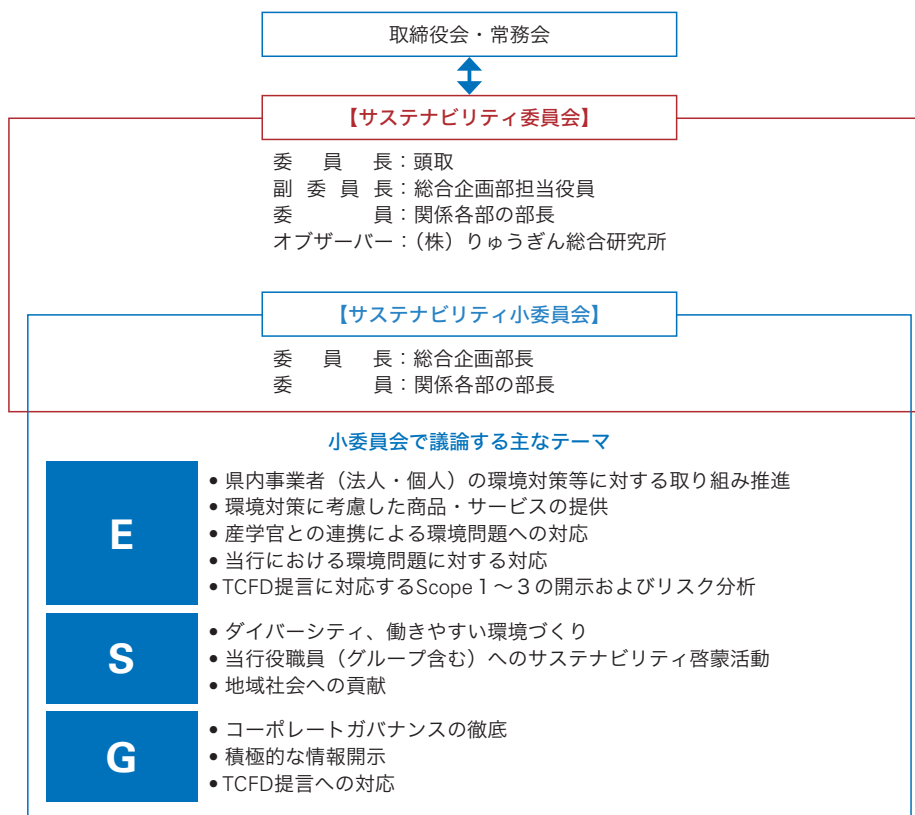 取締役会・常務会
【サステナビリティ委員会】
委員長：頭取
副委員長：総合企画部担当役員
委員：関係各部の部長
オブザーバー：（株）りゅうぎん総合研究所
【サステナビリティ小委員会】
委員長：総合企画部長
委員：関係各部の部長
小委員会で議論する主なテーマ
E
• 県内事業者（法人・個人）の環境対策等に対する取り組み推進
• 環境対策に考慮した商品・サービスの提供
• 産学官との連携による環境問題への対応
• 当行における環境問題に対する対応
• TCFD提言に対応するScope１～３の開示およびリスク分析
S
• ダイバーシティ、働きやすい環境づくり
• 当行役職員（グループ含む）へのサステナビリティ啓蒙活動
• 地域社会への貢献
G
• コーポレートガバナンスの徹底
• 積極的な情報開示
• TCFD提言への対応